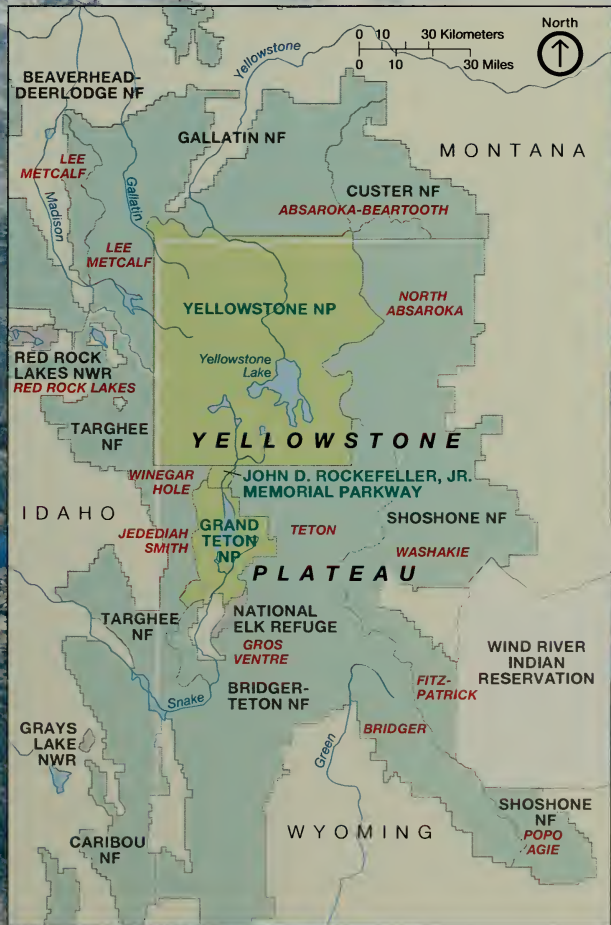 North
0 10 30 Kilometers
0 10 30 Miles
Yellowstone
BEAVERHEAD-
DEERLODGE NF
GALLATIN NF
MONTANA
LEE
METCALF
Madison
Gallatin
CUSTER NF
ABSAROKA-BEARTOOTH
LEE
METCALF
YELLOWSTONE NP
NORTH
ABSAROKA
RED ROCK
LAKES NWR
RED ROCK LAKES
Yellowstone
Lake
TARGHEE
NF
YELLOWSTONE
WINEGAR
HOLE
JOHN D. ROCKEFELLER, JR.
MEMORIAL PARKWAY
IDAHO
JEDEDIAH
SMITH
GRAND
TETON
NP
TETON
SHOSHONE NF
WASHAKIE
PLATEAU
TARGHEE
NF
NATIONAL
ELK REFUGE
GROS
VENTRE
WIND RIVER
INDIAN
RESERVATION
Snake
BRIDGER-
TETON NF
FITZ-
PATRICK
BRIDGER
GRAYS
LAKE
NWR
Green
SHOSHONE
NF
POPO
AGIE
WYOMING
CARIBOU
NF